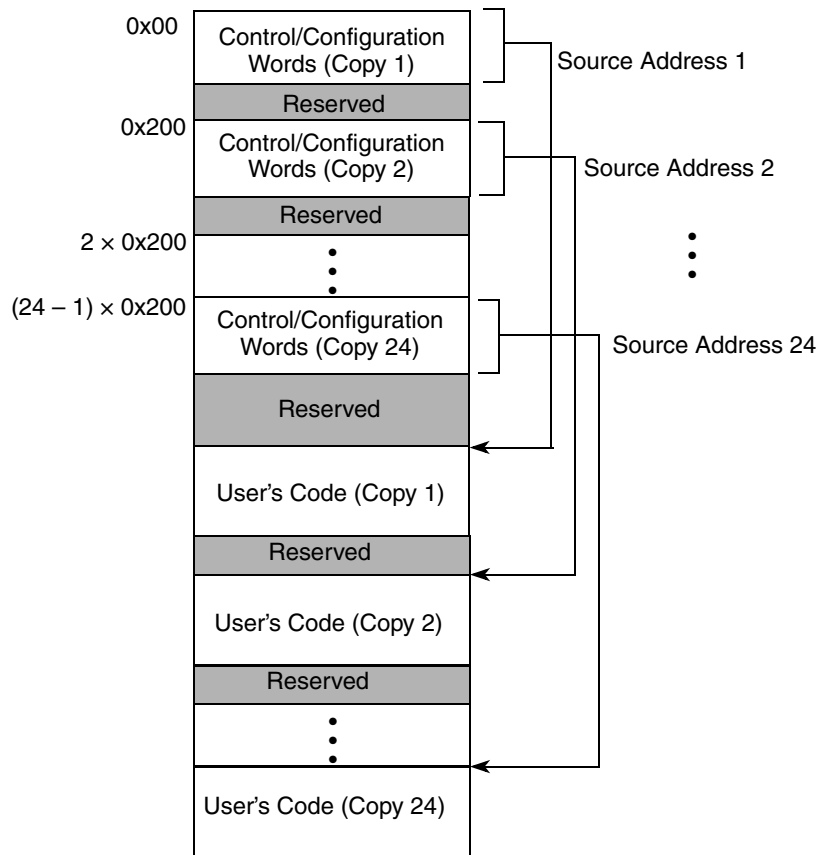 0x00
Control/Configuration
Words (Copy 1)
Source Address 1
Reserved
0x200
Control/Configuration
Words (Copy 2)
Source Address 2
Reserved
2 × 0x200
(24 – 1) × 0x200
Control/Configuration
Words (Copy 24)
Source Address 24
Reserved
User’s Code (Copy 1)
Reserved
User’s Code (Copy 2)
Reserved
User’s Code (Copy 24)